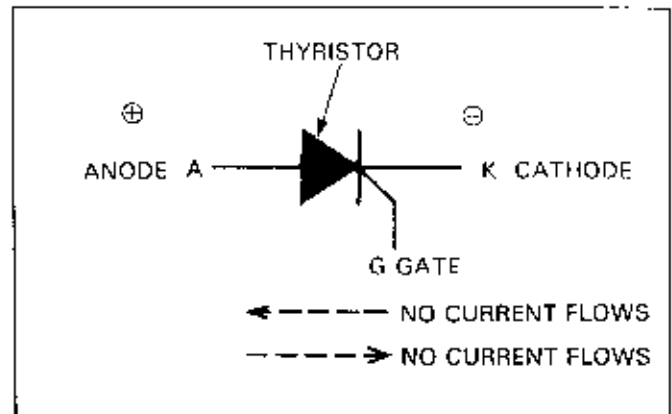 THYRISTOR
⊕ ⊖
ANODE A K CATHODE
G GATE
NO CURRENT FLOWS
NO CURRENT FLOWS